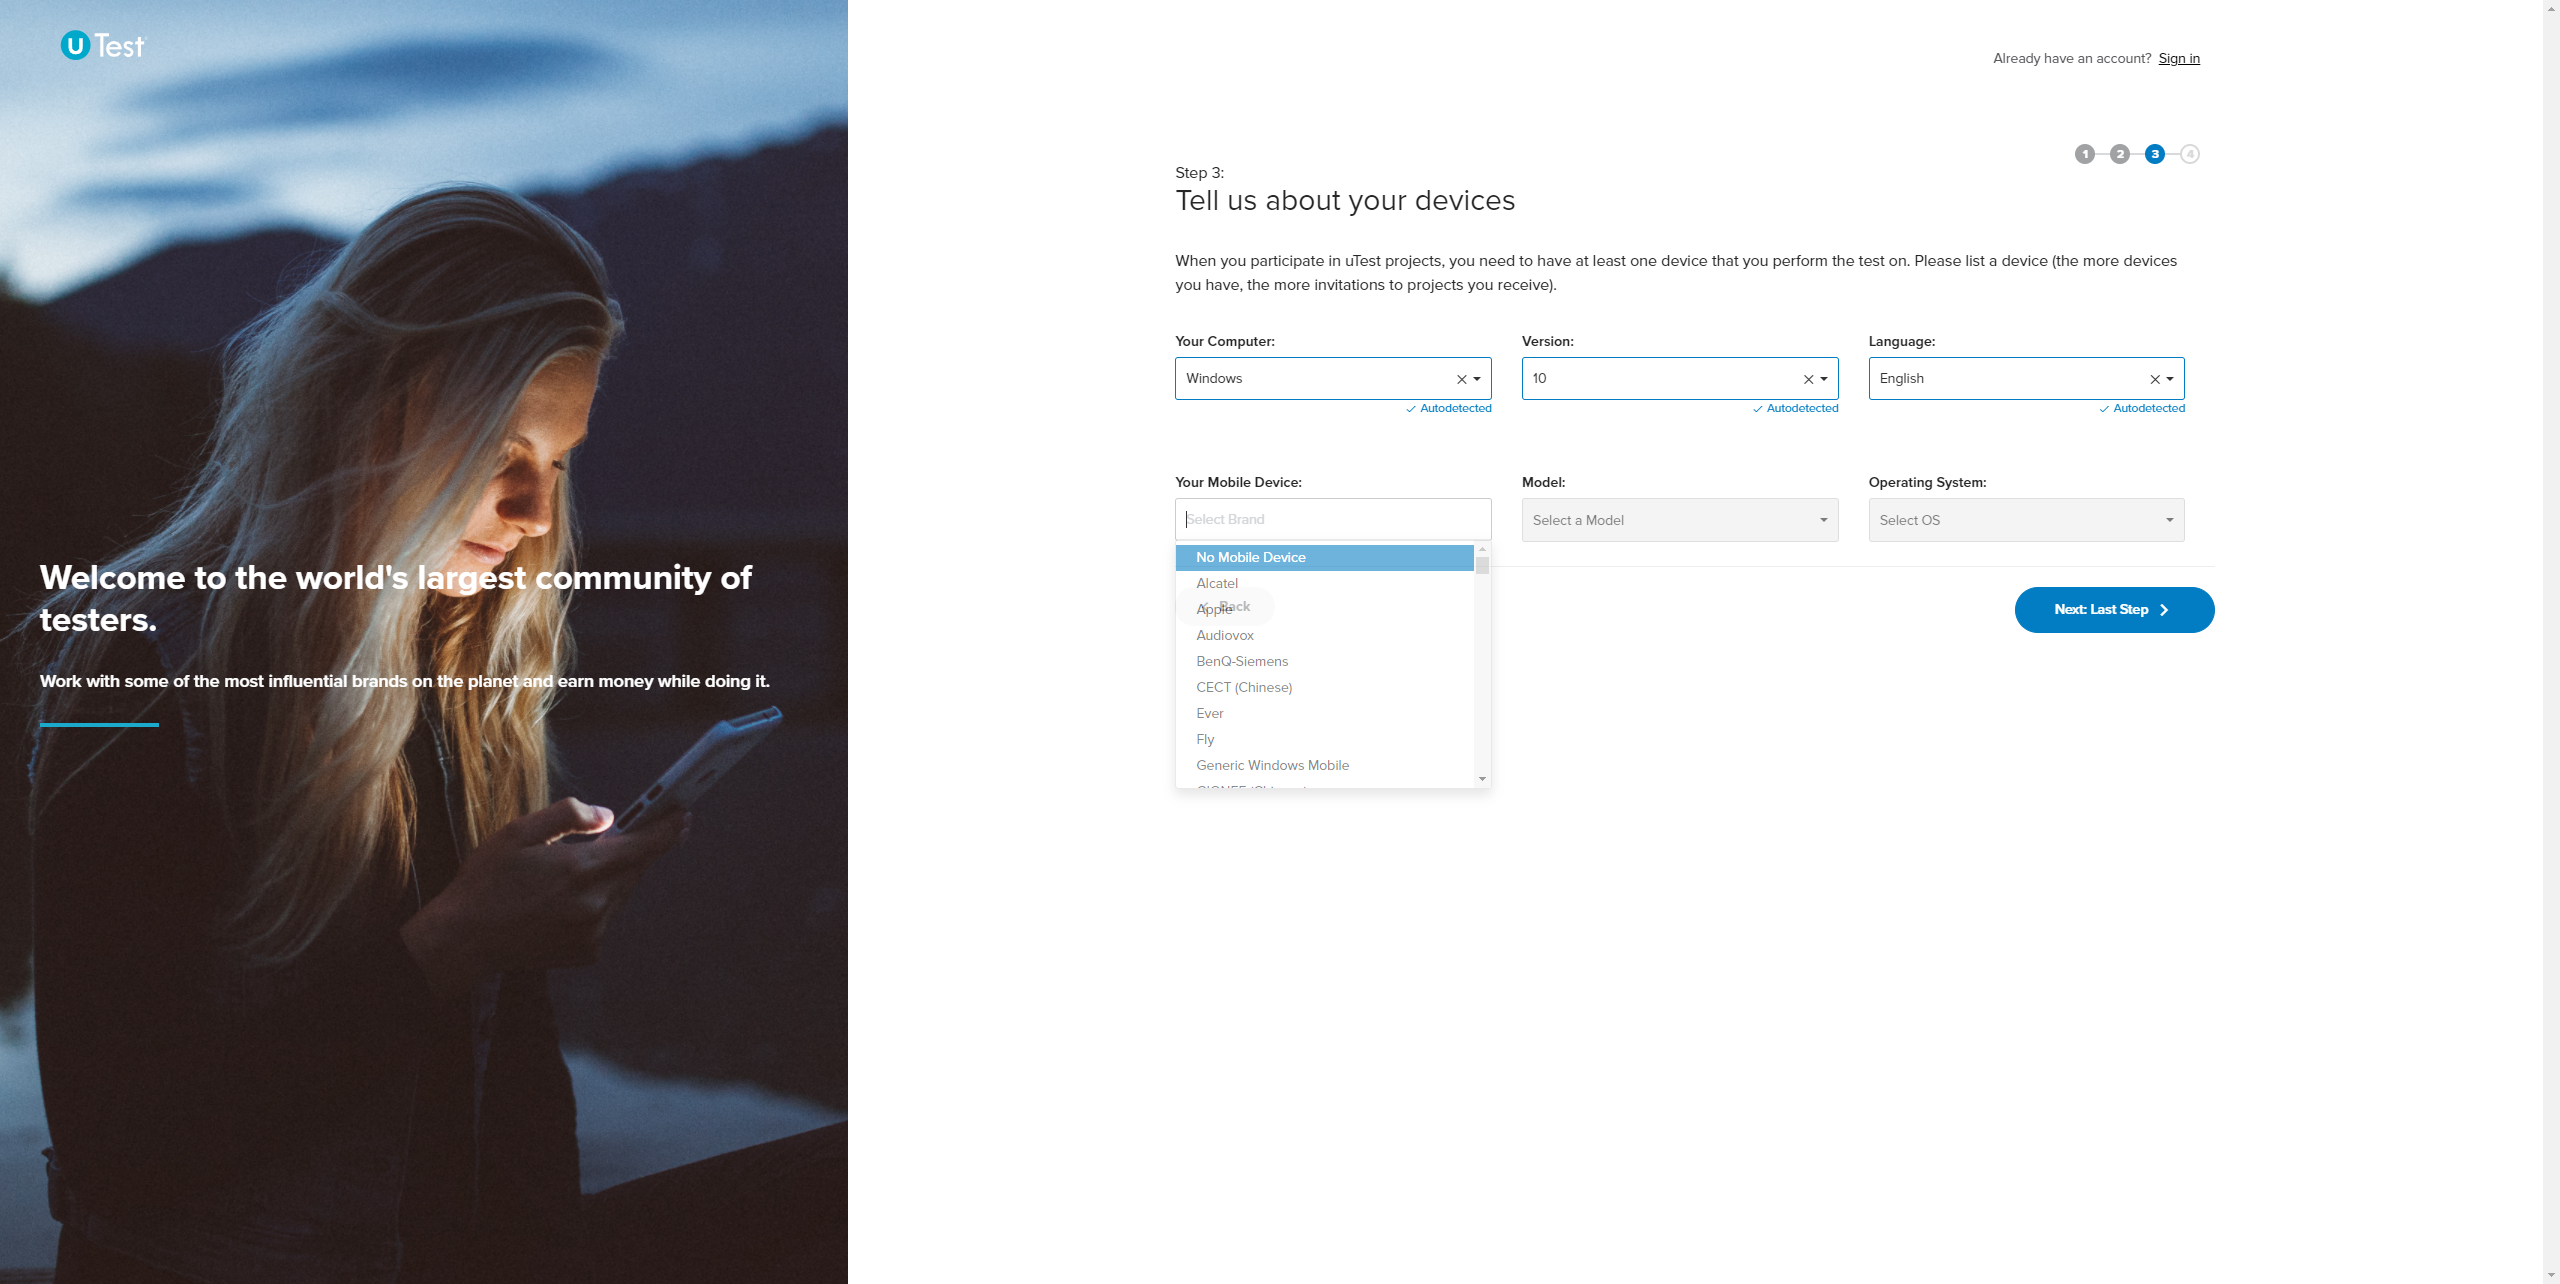 U Test
Already have an account? Sign in
1 2 3 4
Step 3:
Tell us about your devices
When you participate in uTest projects, you need to have at least one device that you perform the test on. Please list a device (the more devices
you have, the more invitations to projects you receive).
Your Computer: Version: Language:
Windows 10 English
Autodetected Autodetected Autodetected
Your Mobile Device: Model: Operating System:
Select Brand Select a Model Select OS
No Mobile Device
Alcatel
Back
Apple
Next: Last Step
Audiovox
BenQ-Siemens
CECT (Chinese)
Ever
Fly
Generic Windows Mobile
Welcome to the world's largest community of
testers.
Work with some of the most influential brands on the planet and earn money while doing it.